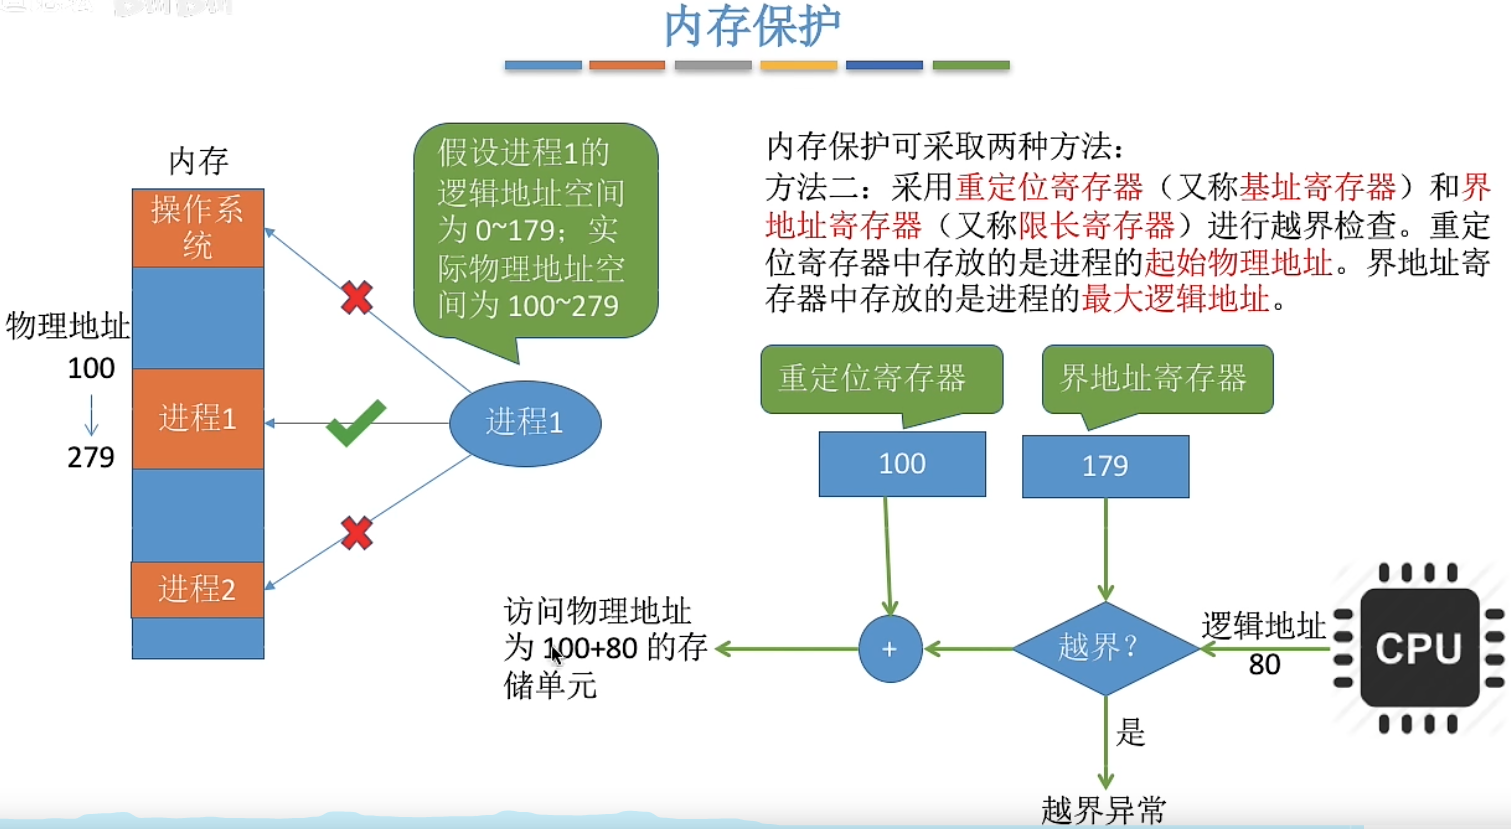 内存保护
内存
操作系
统
物理地址
100
279
进程1
进程2
假设进程1的
逻辑地址空间
为 0~179；实
际物理地址空
间为 100~279
进程1
内存保护可采取两种方法：
方法二：采用重定位寄存器（又称基址寄存器）和界
地址寄存器（又称限长寄存器）进行越界检查。重定
位寄存器中存放的是进程的起始物理地址。界地址寄
存器中存放的是进程的最大逻辑地址。
重定位寄存器
界地址寄存器
100
179
访问物理地址
为 100+80 的存
储单元
+
越界？
逻辑地址
80
CPU
是
越界异常